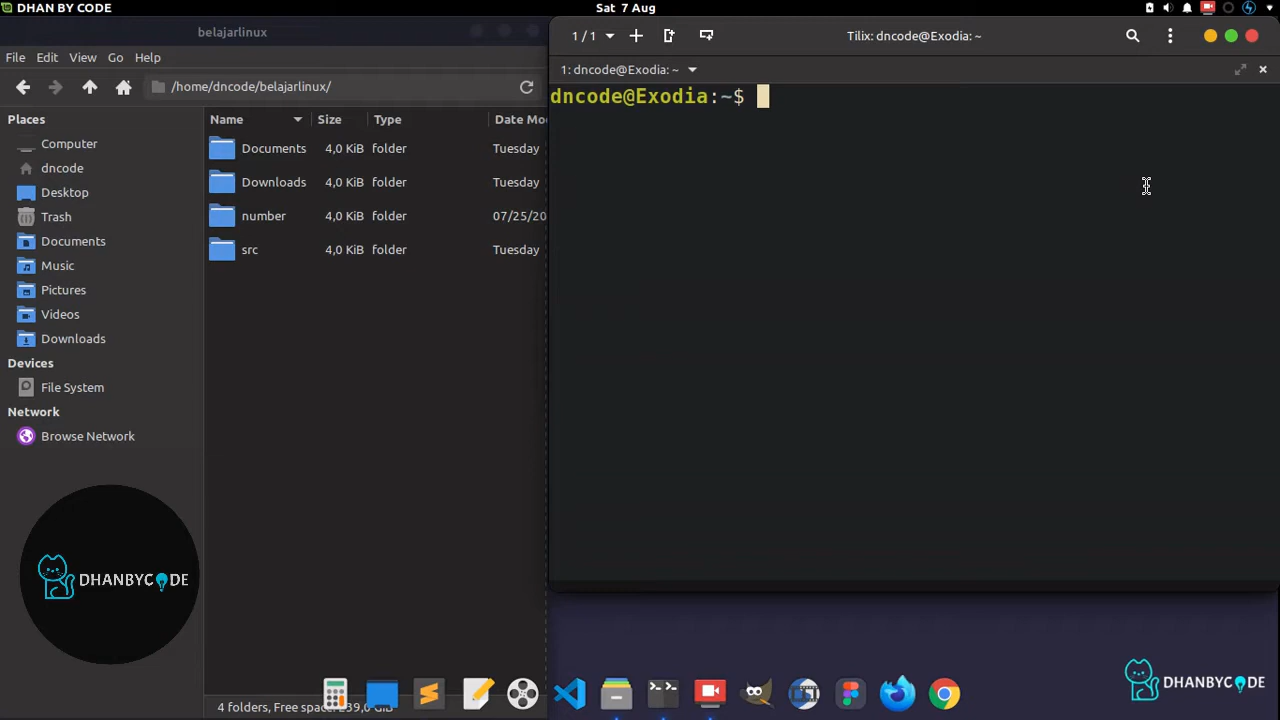 DHAN BY CODE
Sat 7 Aug
belajarlinux
File Edit View Go Help
/home/dncode/belajarlinux/
Places
Computer
dncode
Desktop
Trash
Documents
Music
Pictures
Videos
Downloads
Devices
File System
Network
Browse Network
Name Size Type Date Mo
Documents 4,0 KiB folder Tuesday
Downloads 4,0 KiB folder Tuesday
number 4,0 KiB folder 07/25/20
src 4,0 KiB folder Tuesday
4 folders, Free space:
DHANBYCODE
1 / 1
Tilix: dncode@Exodia: ~
1: dncode@Exodia: ~
dncode@Exodia:~$
DHANBYCODE